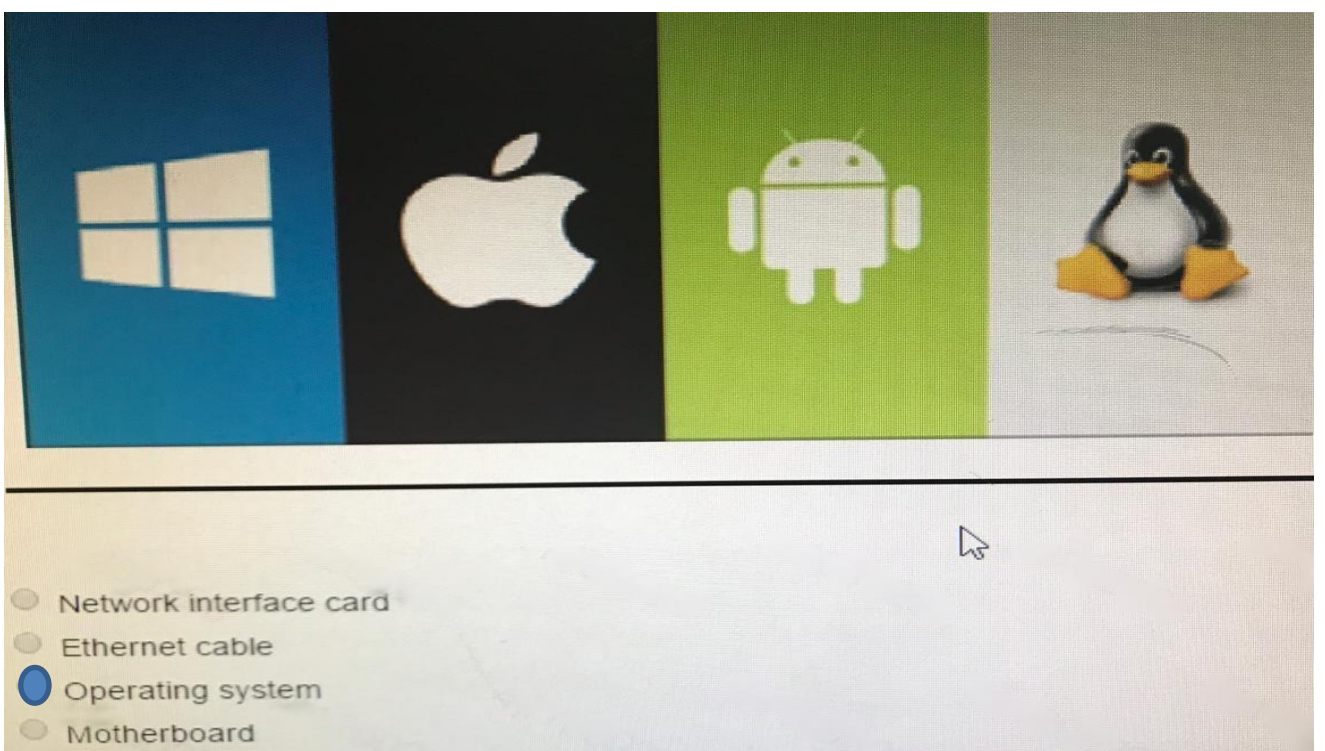 Network interface card
Ethernet cable
Operating system
Motherboard